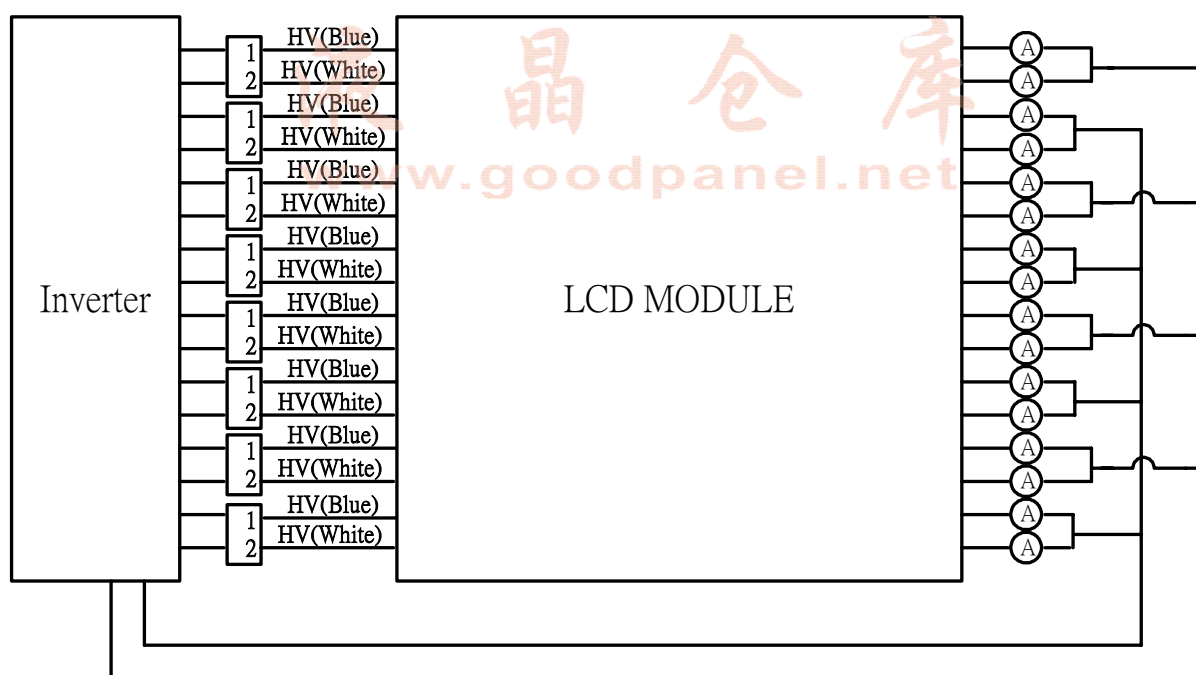 液晶仓库
www.goodpanel.net
Inverter
LCD MODULE
1 HV(Blue) A
2 HV(White) A
1 HV(Blue) A
2 HV(White) A
1 HV(Blue) A
2 HV(White) A
1 HV(Blue) A
2 HV(White) A
1 HV(Blue) A
2 HV(White) A
1 HV(Blue) A
2 HV(White) A
1 HV(Blue) A
2 HV(White) A
1 HV(Blue) A
2 HV(White) A